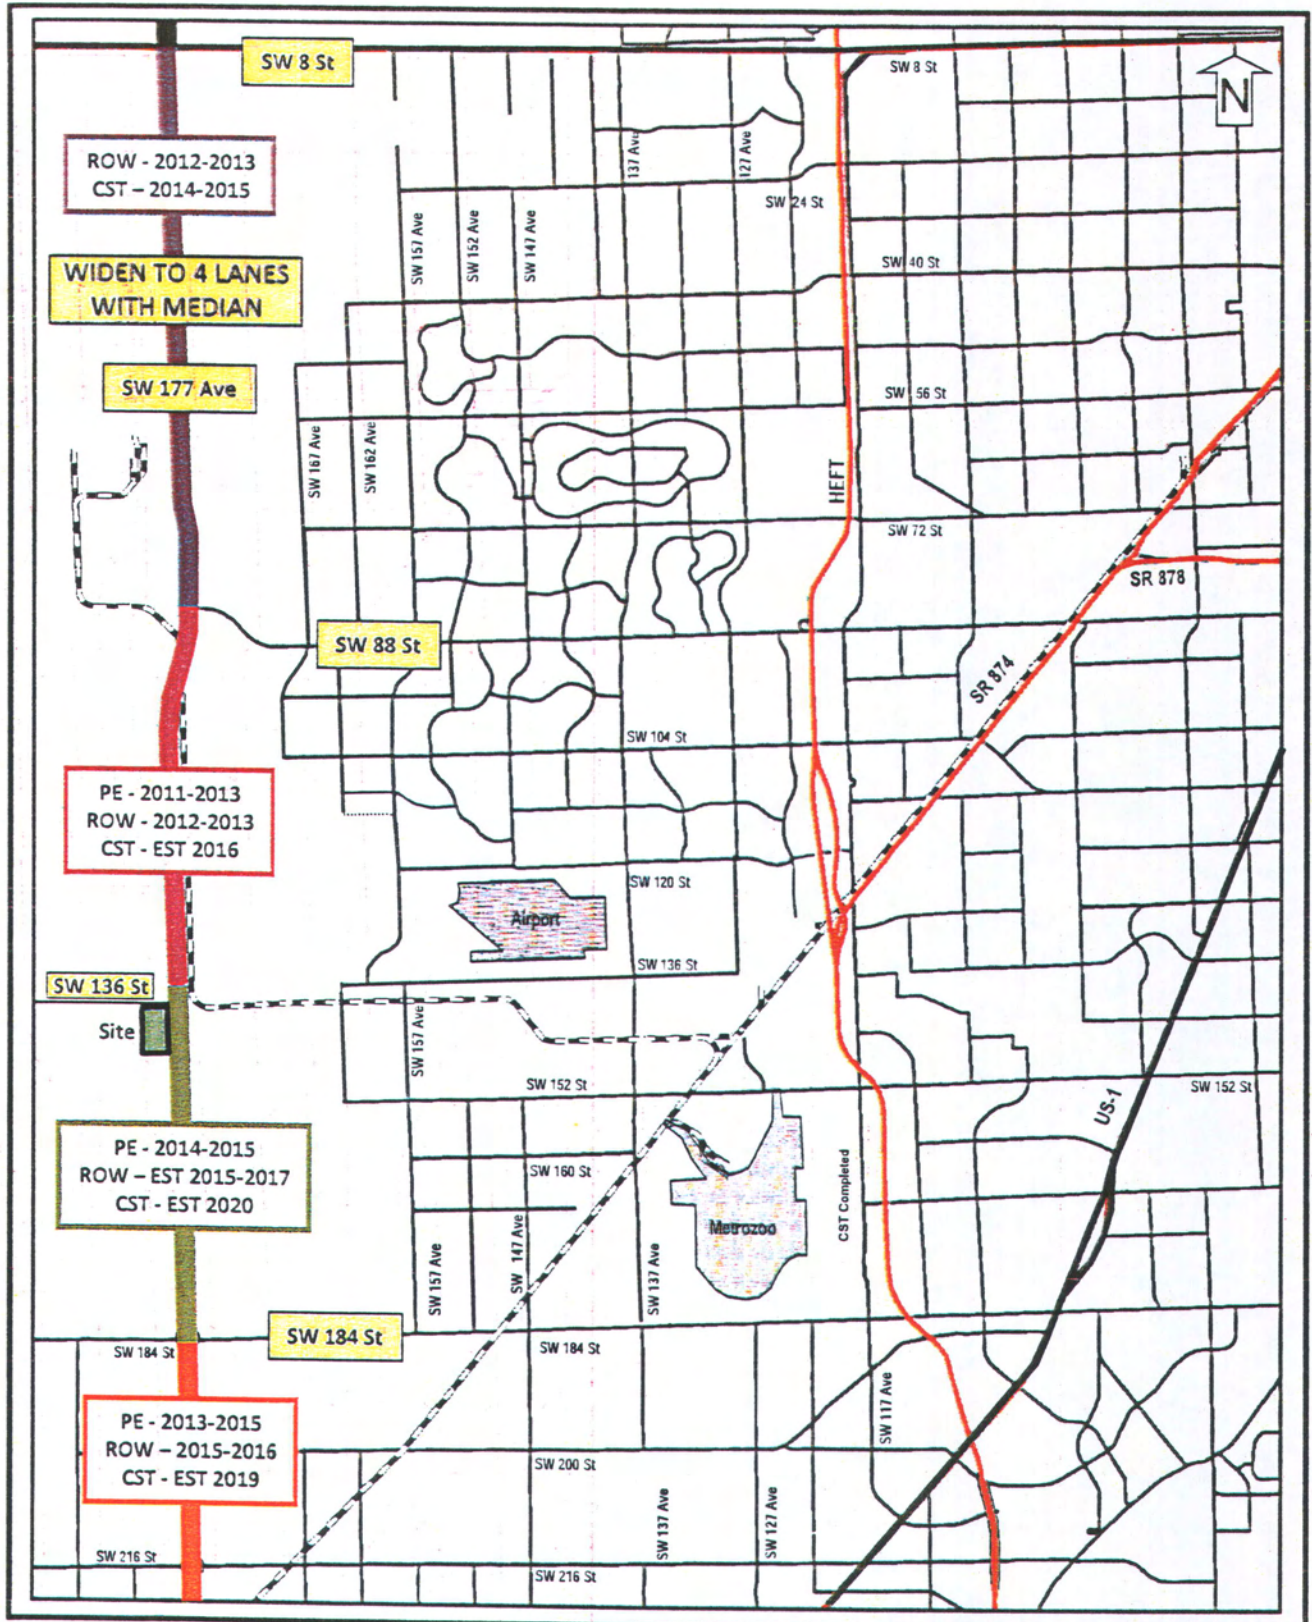 SW 8 St
SW 8 St
N
ROW - 2012-2013
CST – 2014-2015
137 Ave
127 Ave
SW 24 St
SW 157 Ave
SW 152 Ave
SW 147 Ave
WIDEN TO 4 LANES
WITH MEDIAN
SW 40 St
SW 177 Ave
SW 56 St
SW 167 Ave
SW 162 Ave
HEFT
SW 72 St
SR 878
SW 88 St
SR 874
SW 104 St
PE - 2011-2013
ROW - 2012-2013
CST - EST 2016
SW 120 St
Airport
SW 136 St
SW 136 St
Site
SW 157 Ave
SW 152 St
SW 152 St
US-1
PE - 2014-2015
ROW – EST 2015-2017
CST - EST 2020
SW 160 St
CST Completed
Metrozoo
SW 157 Ave
SW 147 Ave
SW 137 Ave
SW 184 St
SW 184 St
SW 184 St
SW 117 Ave
PE - 2013-2015
ROW – 2015-2016
CST - EST 2019
SW 200 St
SW 137 Ave
SW 127 Ave
SW 216 St
SW 216 St